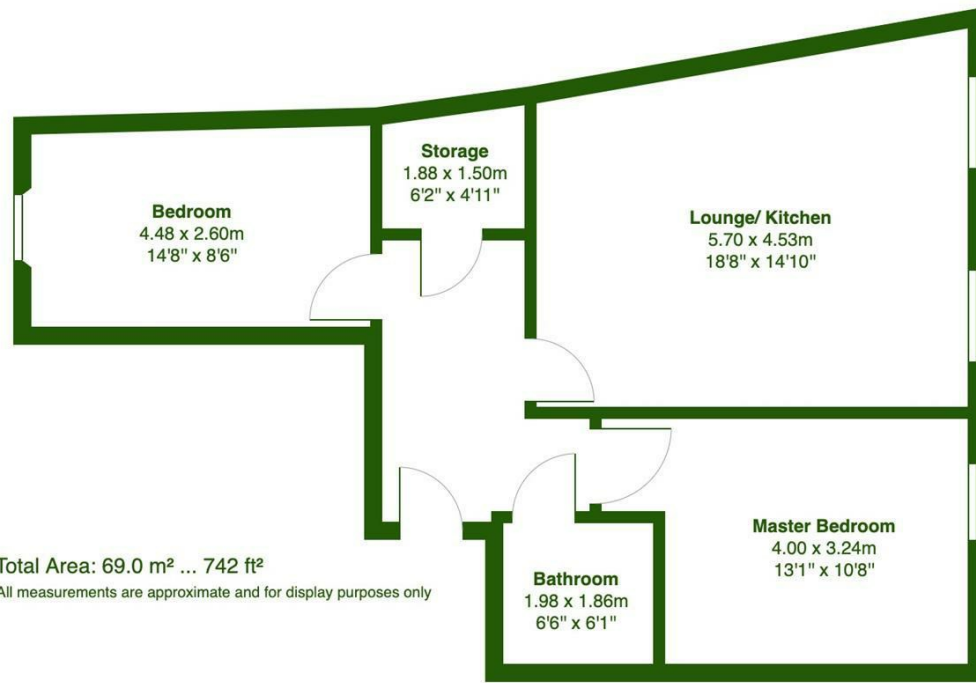 Storage
1.88 x 1.50m
6'2" x 4'11"
Bedroom
4.48 x 2.60m
14'8" x 8'6"
Lounge/ Kitchen
5.70 x 4.53m
18'8" x 14'10"
Master Bedroom
4.00 x 3.24m
13'1" x 10'8"
Bathroom
1.98 x 1.86m
6'6" x 6'1"
Total Area: 69.0 m² ... 742 ft²
All measurements are approximate and for display purposes only